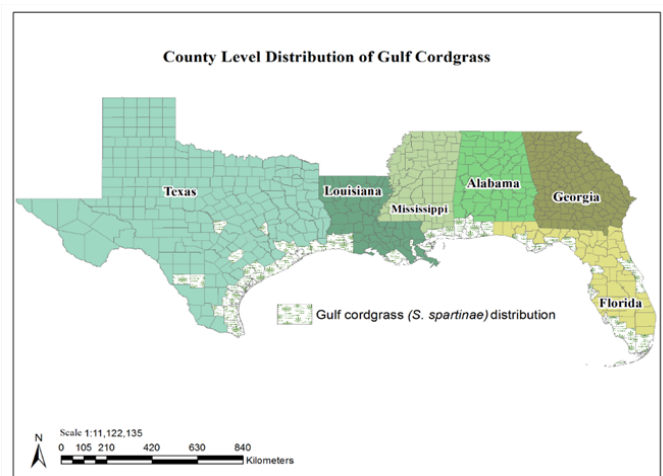 County Level Distribution of Gulf Cordgrass
Texas
Louisiana
Mississippi
Alabama
Georgia
Florida
Gulf cordgrass (S. spartinae) distribution
N
Scale 1:11,122,135
0 105 210 420 630 840
Kilometers